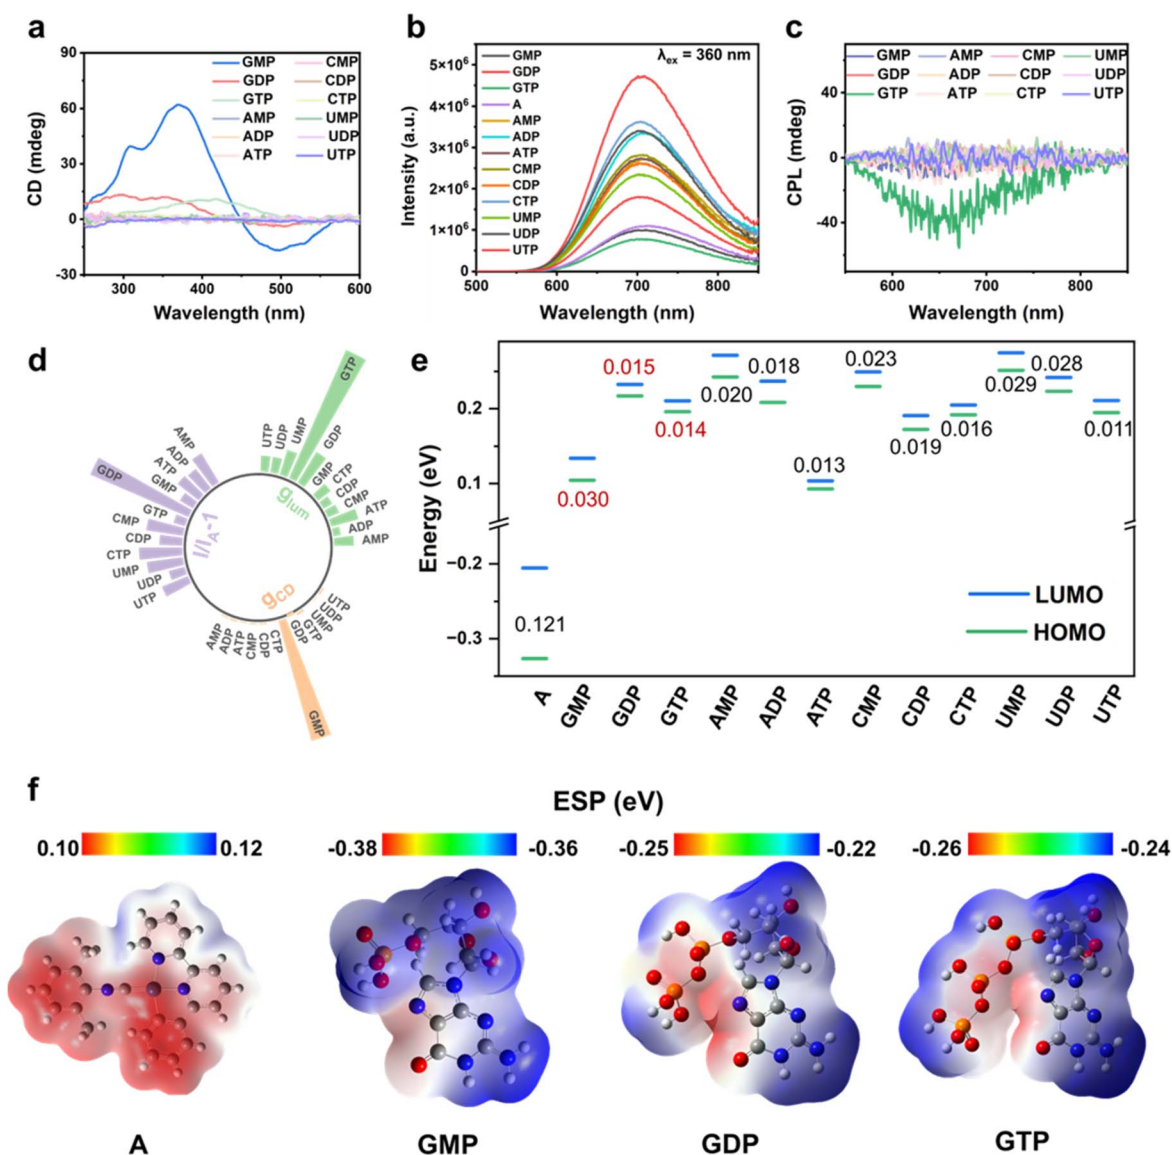 a
90
60
30
0
-30
CD (mdeg)
GMP
GDP
GTP
AMP
ADP
ATP
CMP
CDP
CTP
UMP
UDP
UTP
300
400
500
600
Wavelength (nm)
b
λex = 360 nm
5×10⁶
4×10⁶
3×10⁶
2×10⁶
1×10⁶
0
Intensity (a.u.)
GMP
GDP
GTP
A
AMP
ADP
ATP
CMP
CDP
CTP
UMP
UDP
UTP
500
600
700
800
Wavelength (nm)
c
40
0
-40
CPL (mdeg)
GMP AMP CMP UMP
GDP ADP CDP UDP
GTP ATP CTP UTP
600
700
800
Wavelength (nm)
d
UTP
UDP
UMP
GTP
GDP
GMP
CTP
CDP
CMP
ATP
ADP
AMP
glum
AMP
ADP
ATP
GMP
GDP
GTP
CMP
CDP
CTP
UMP
UDP
UTP
I/IA-1
gCD
AMP
ADP
ATP
CMP
CDP
CTP
GMP
GDP
GTP
UMP
UDP
UTP
e
0.2
0.1
−0.2
−0.3
Energy (eV)
0.121
0.030
0.015
0.014
0.020
0.018
0.013
0.023
0.019
0.016
0.029
0.028
0.011
LUMO
HOMO
A
GMP
GDP
GTP
AMP
ADP
ATP
CMP
CDP
CTP
UMP
UDP
UTP
f
ESP (eV)
0.10 0.12
-0.38 -0.36
-0.25 -0.22
-0.26 -0.24
A
GMP
GDP
GTP